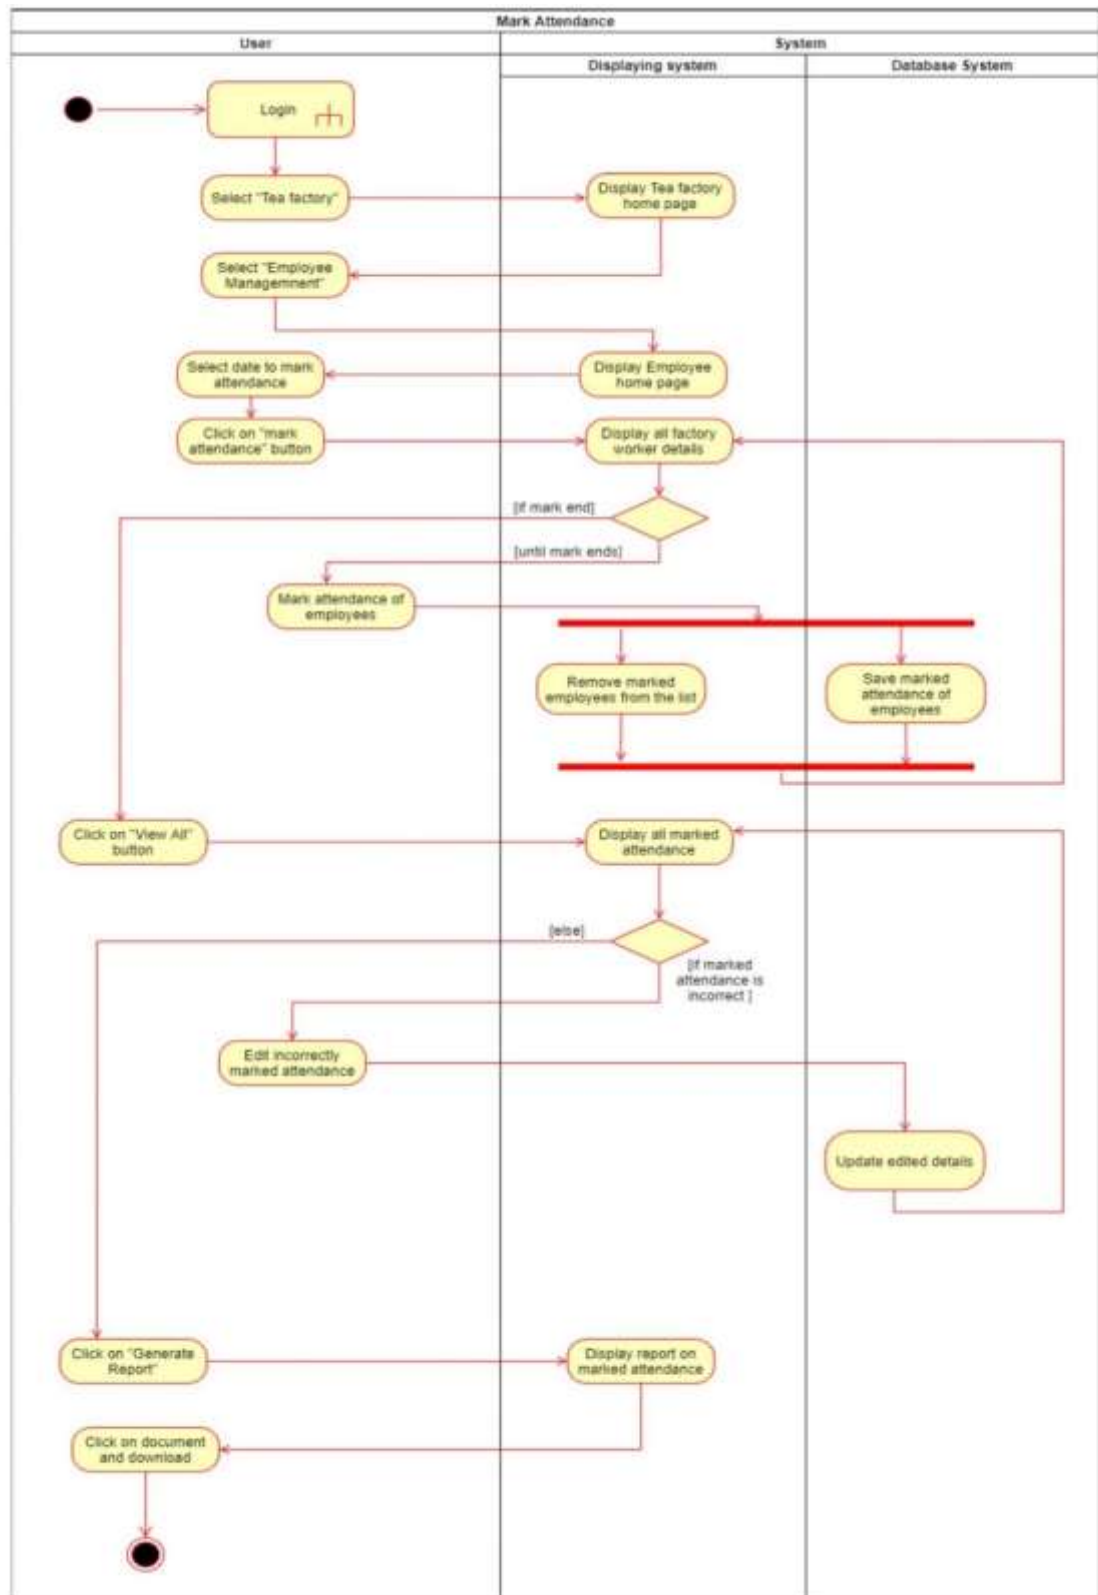 Mark Attendance
User
System
Displaying system
Database System
Login
Select "Tea factory"
Display Tea factory
home page
Select "Employee
Managemnent"
Select date to mark
attendance
Display Employee
home page
Click on "mark
attendance" button
Display all factory
worker details
[if mark end]
[until mark ends]
Mark attendance of
employees
Remove marked
employees from the list
Save marked
attendance of
employees
Click on "View All"
button
Display all marked
attendance
[else]
[if marked
attendance is
incorrect ]
Edit incorrectly
marked attendance
Update edited details
Click on "Generate
Report"
Display report on
marked attendance
Click on document
and download